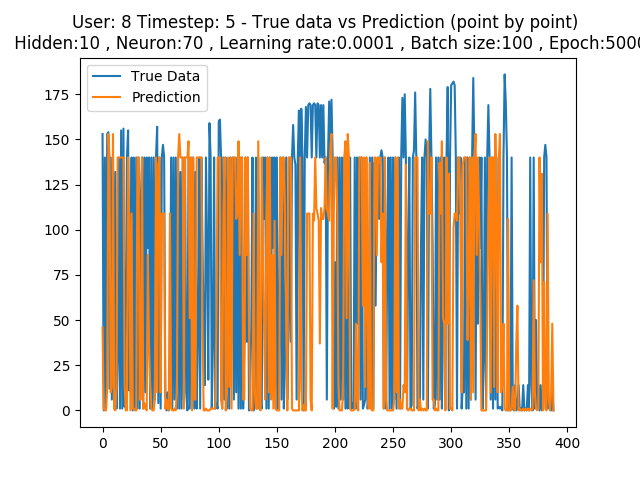 User: 8 Timestep: 5 - True data vs Prediction (point by point)
Hidden:10 , Neuron:70 , Learning rate:0.0001 , Batch size:100 , Epoch:5000
True Data
Prediction
175
150
125
100
75
50
25
0
0 50 100 150 200 250 300 350 400